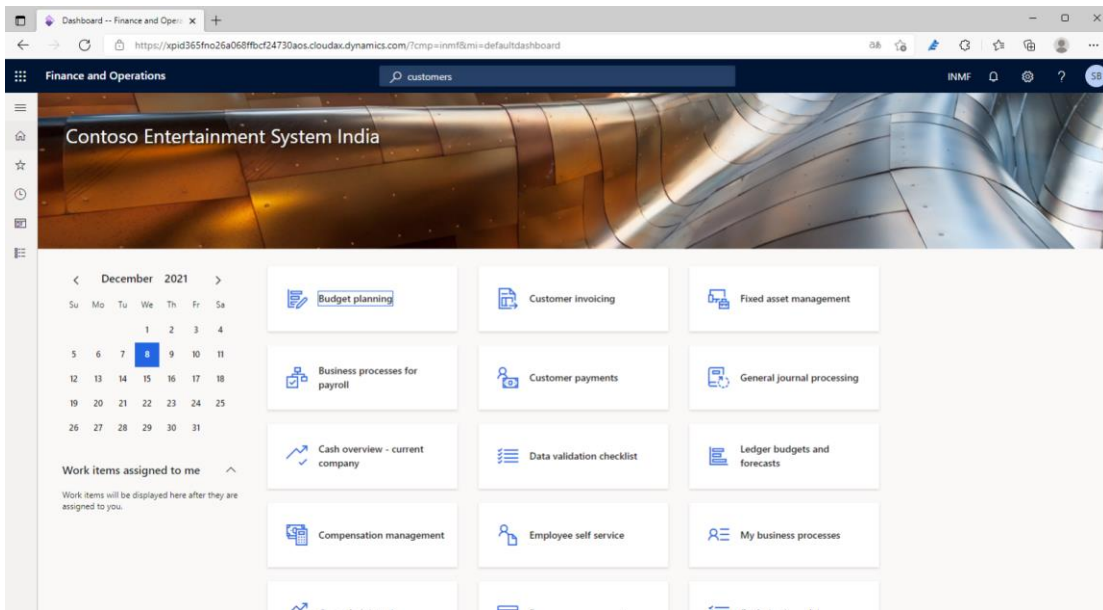 Dashboard -- Finance and Opera
https://xpid365fno26a068ffbcf24730aos.cloudax.dynamics.com/?cmp=inmf&mi=defaultdashboard
Finance and Operations
customers
INMF
?
SB
Contoso Entertainment System India
December 2021
Su Mo Tu We Th Fr Sa
1 2 3 4
5 6 7 8 9 10 11
12 13 14 15 16 17 18
19 20 21 22 23 24 25
26 27 28 29 30 31
Work items assigned to me
Work items will be displayed here after they are
assigned to you.
Budget planning
Customer invoicing
Fixed asset management
Business processes for
payroll
Customer payments
General journal processing
Cash overview - current
company
Data validation checklist
Ledger budgets and
forecasts
Compensation management
Employee self service
My business processes